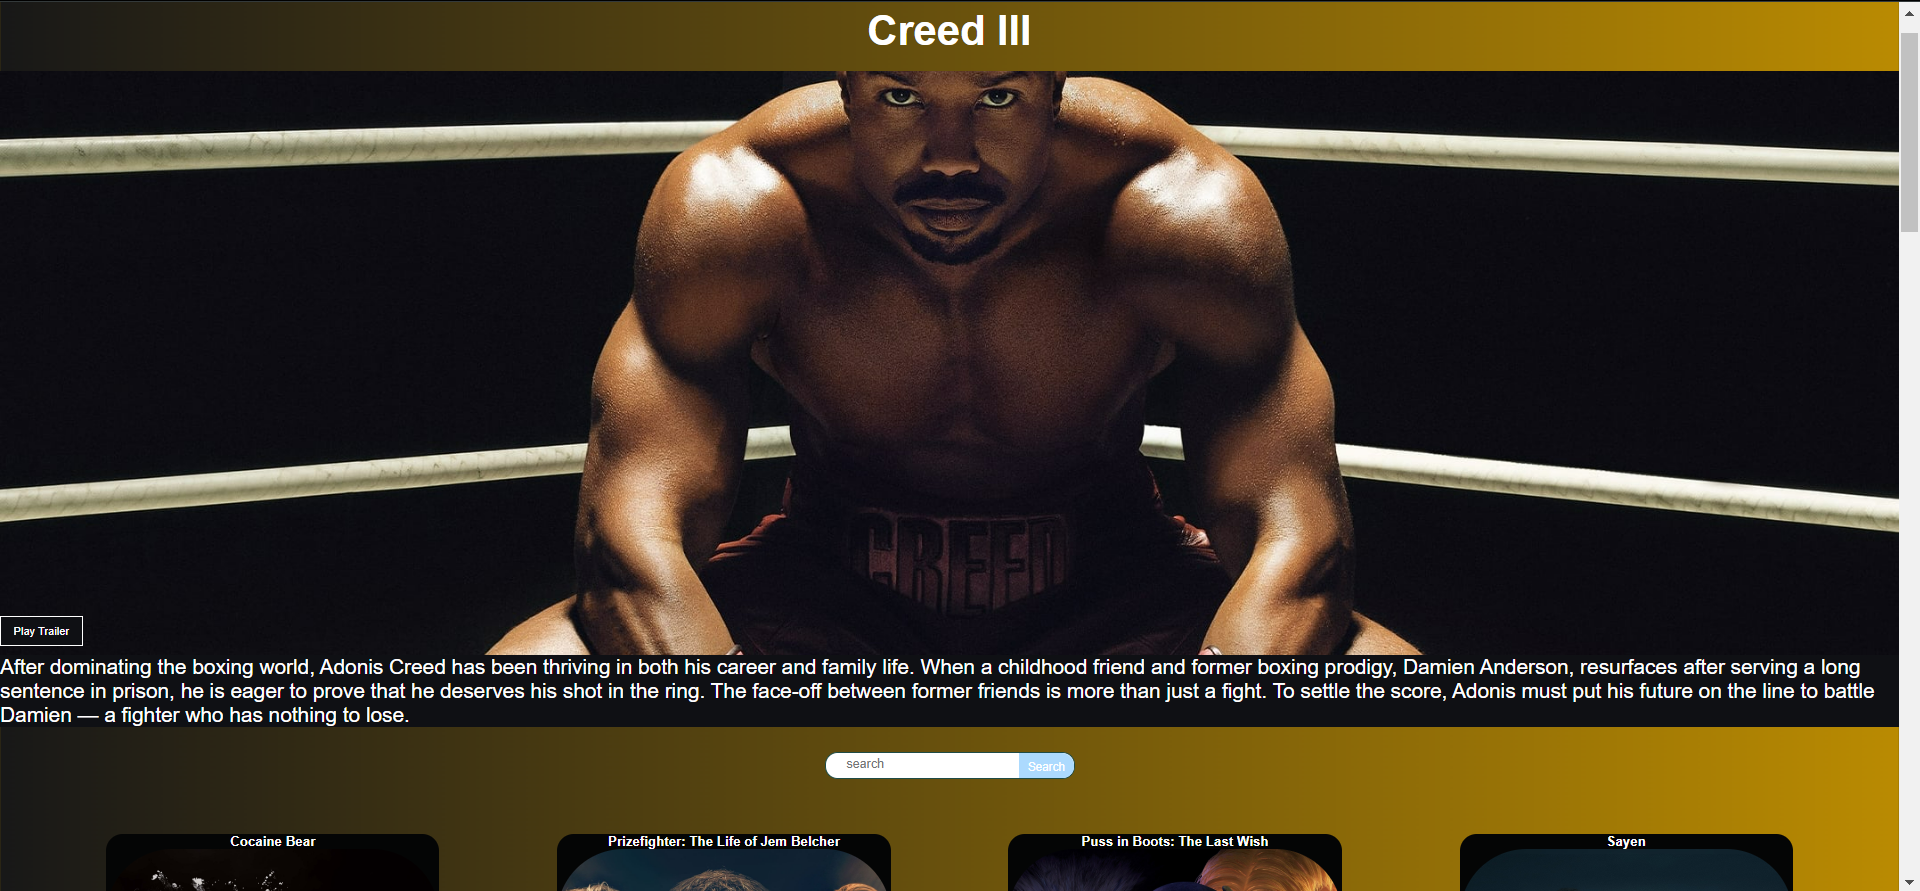 Creed III
CREED
Play Trailer
After dominating the boxing world, Adonis Creed has been thriving in both his career and family life. When a childhood friend and former boxing prodigy, Damien Anderson, resurfaces after serving a long
sentence in prison, he is eager to prove that he deserves his shot in the ring. The face-off between former friends is more than just a fight. To settle the score, Adonis must put his future on the line to battle
Damien — a fighter who has nothing to lose.
search Search
Cocaine Bear Prizefighter: The Life of Jem Belcher Puss in Boots: The Last Wish Sayen